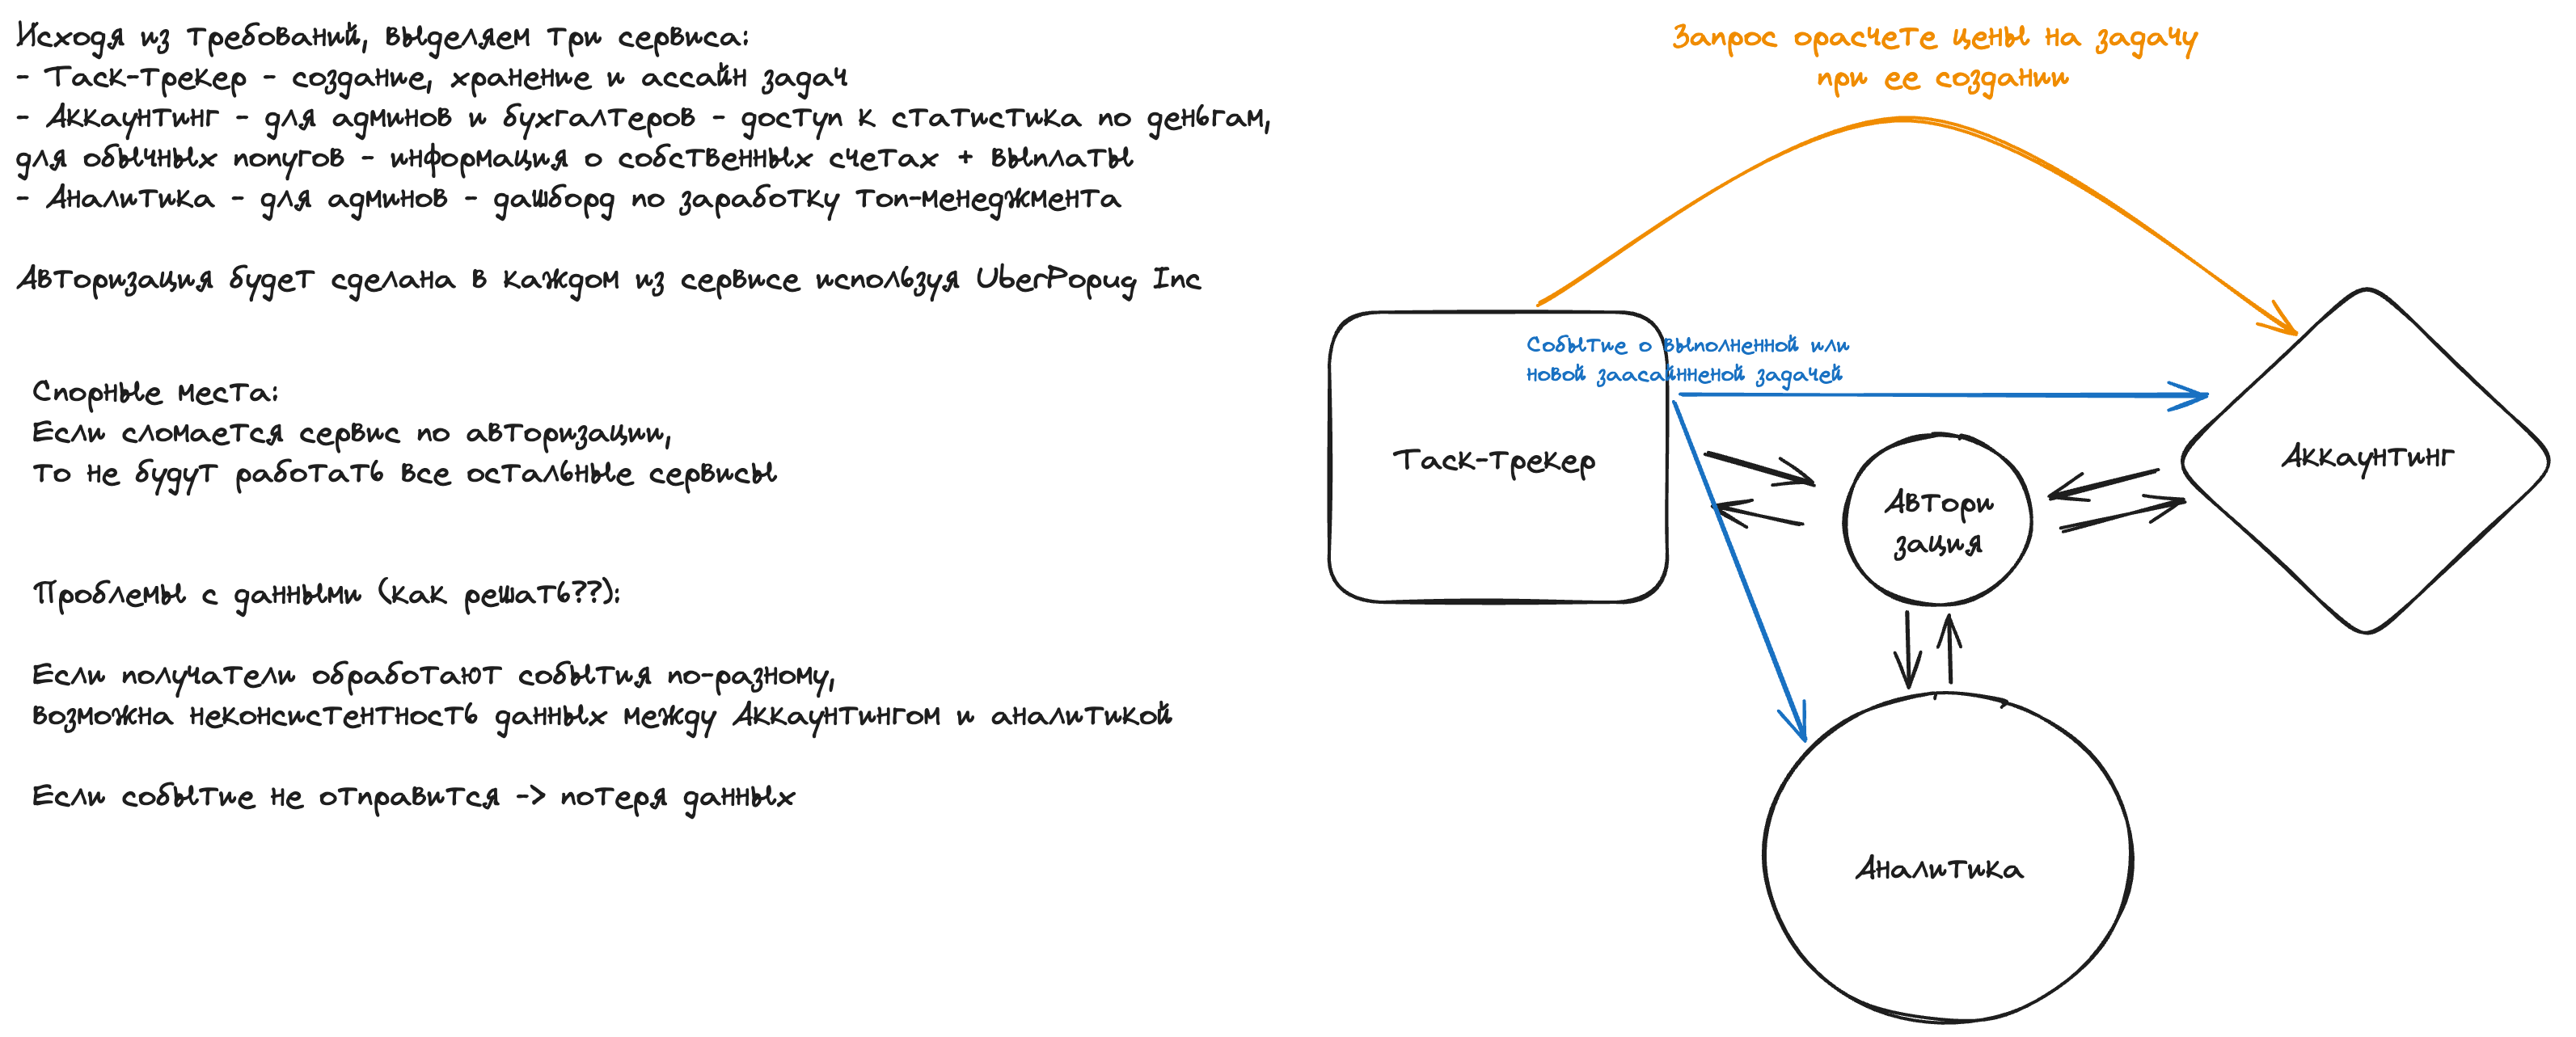 Исходя из требований, выделяем три сервиса:
- Таск-трекер - создание, хранение и ассайн задач
- Аккаунтинг - для админов и бухгалтеров - доступ к статистика по деньгам,
для обычных попугов - информация о собственных счетах + выплаты
- Аналитика - для админов - дашборд по заработку топ-менеджмента
Авторизация будет сделана в каждом из сервисе используя UberPopug Inc
Спорные места:
Если сломается сервис по авторизации,
то не будут работать все остальные сервисы
Проблемы с данными (как решать??):
Если получатели обработают события по-разному,
возможна неконсистентность данных между Аккаунтингом и аналитикой
Если событие не отправится -> потеря данных
Запрос орасчете цены на задачу
при ее создании
Событие о выполненной или
новой заасайнненой задачей
Таск-трекер
Автори
зация
Аккаунтинг
Аналитика